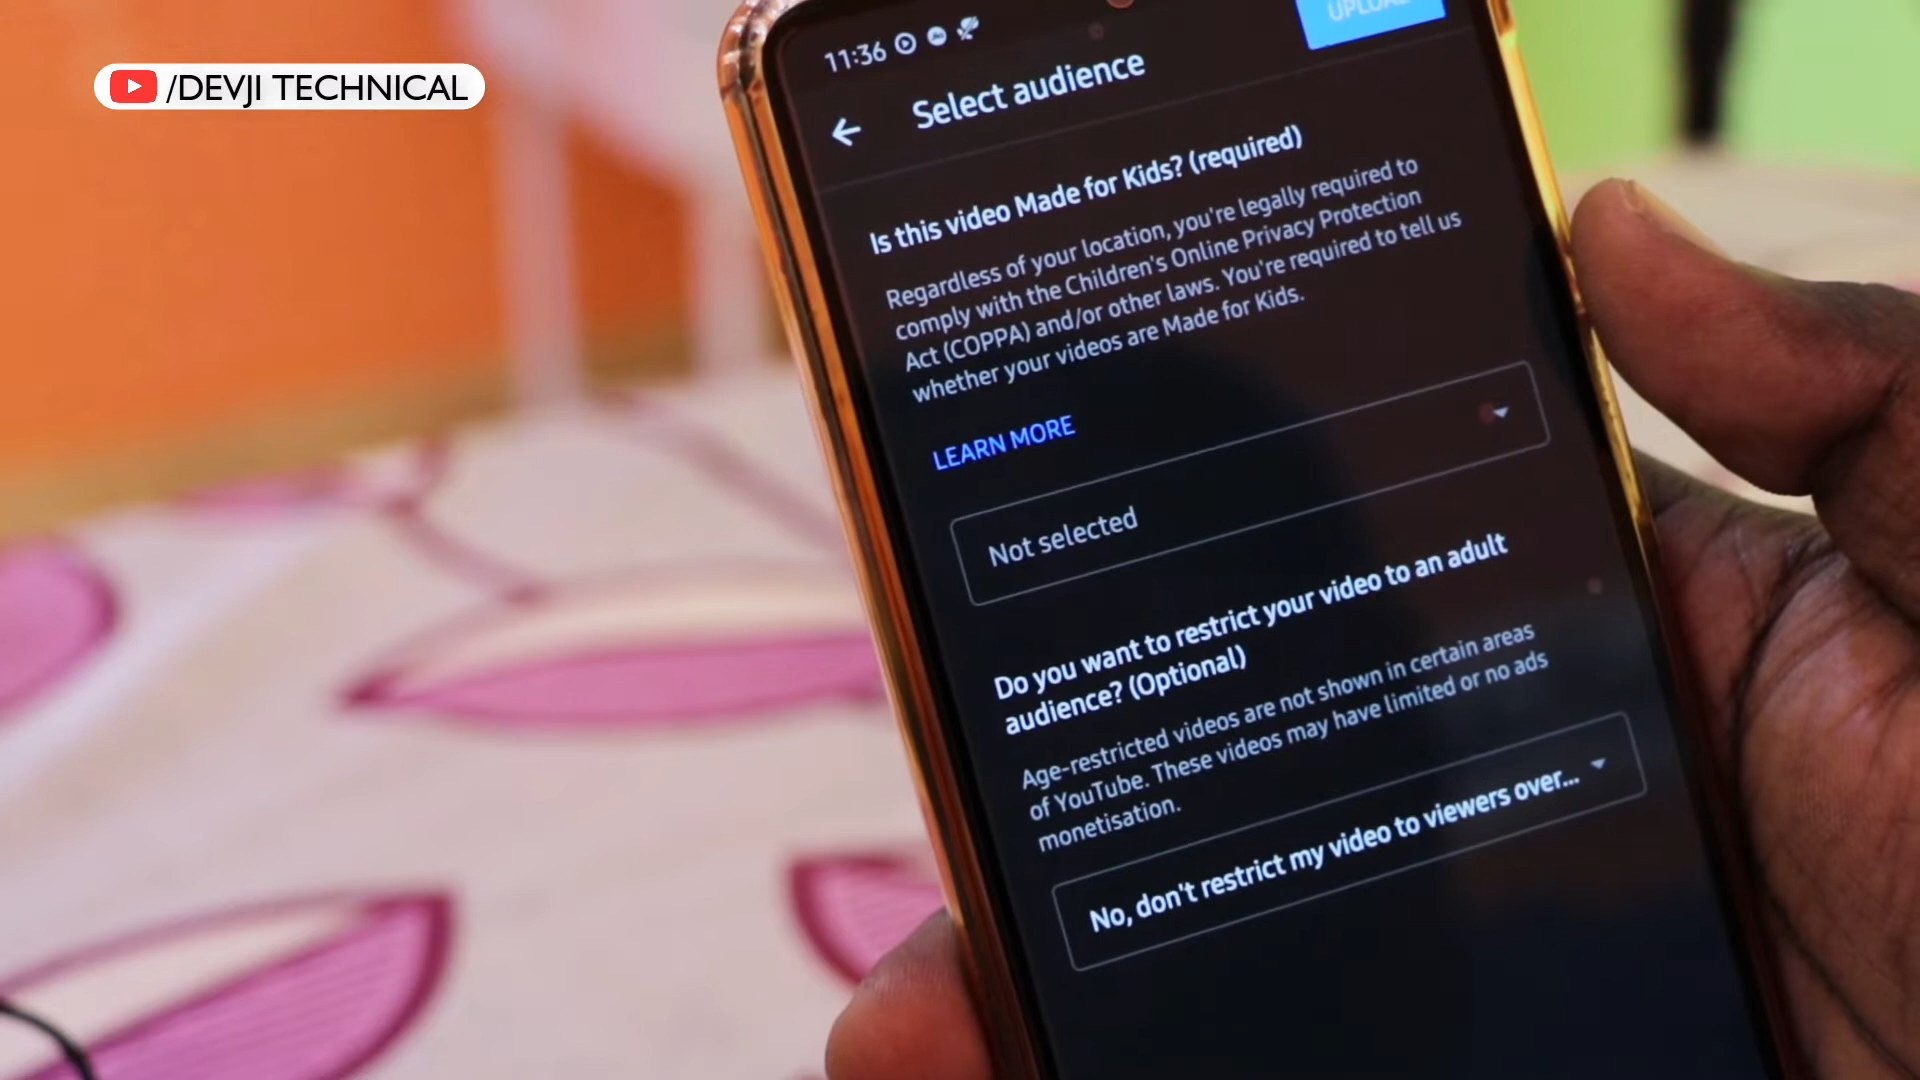 /DEVJI TECHNICAL
11:36
UPLOAD
Select audience
Is this video Made for Kids? (required)
Regardless of your location, you're legally required to
comply with the Children's Online Privacy Protection
Act (COPPA) and/or other laws. You're required to tell us
whether your videos are Made for Kids.
LEARN MORE
Not selected
Do you want to restrict your video to an adult
audience? (Optional)
Age-restricted videos are not shown in certain areas
of YouTube. These videos may have limited or no ads
monetisation.
No, don't restrict my video to viewers over...